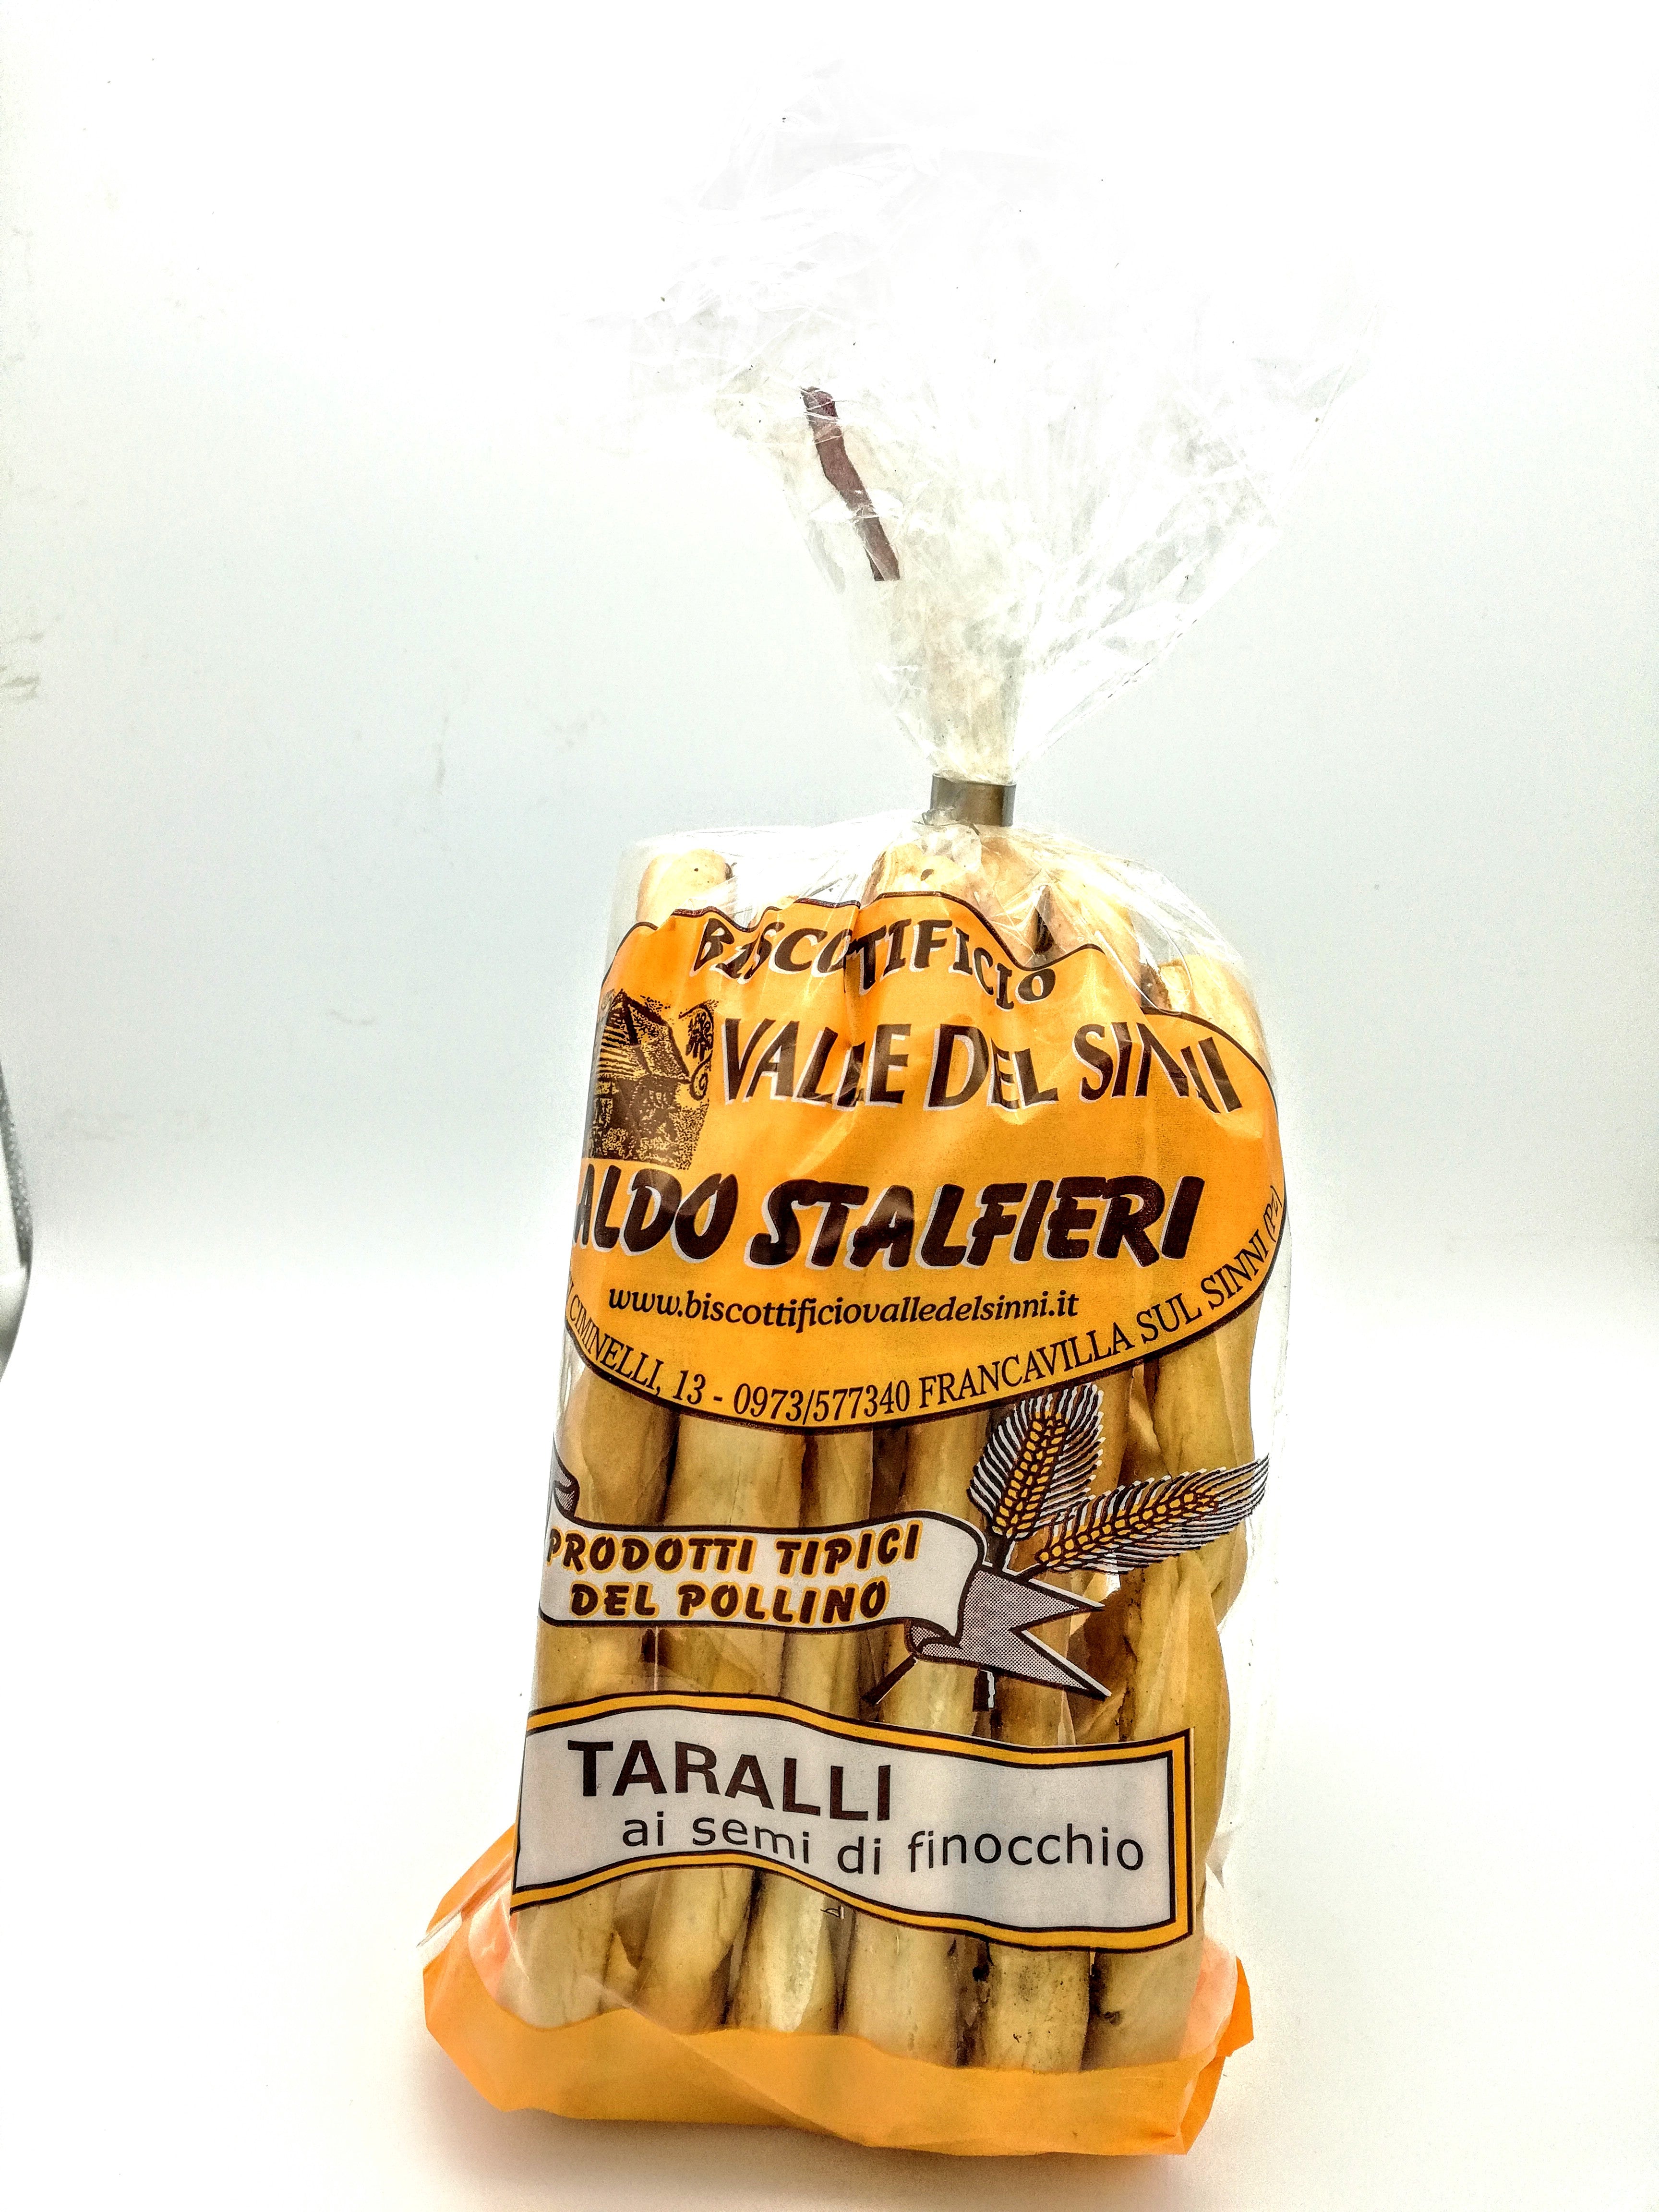 BISCOTTIFICIO
VALLE DEL SINNI
ALDO STALFIERI
www.biscottificiovalledelsinni.it
CIMINELLI, 13 - 0973/577340 FRANCAVILLA SUL SINNI (Pz)
PRODOTTI TIPICI
DEL POLLINO
TARALLI
ai semi di finocchio